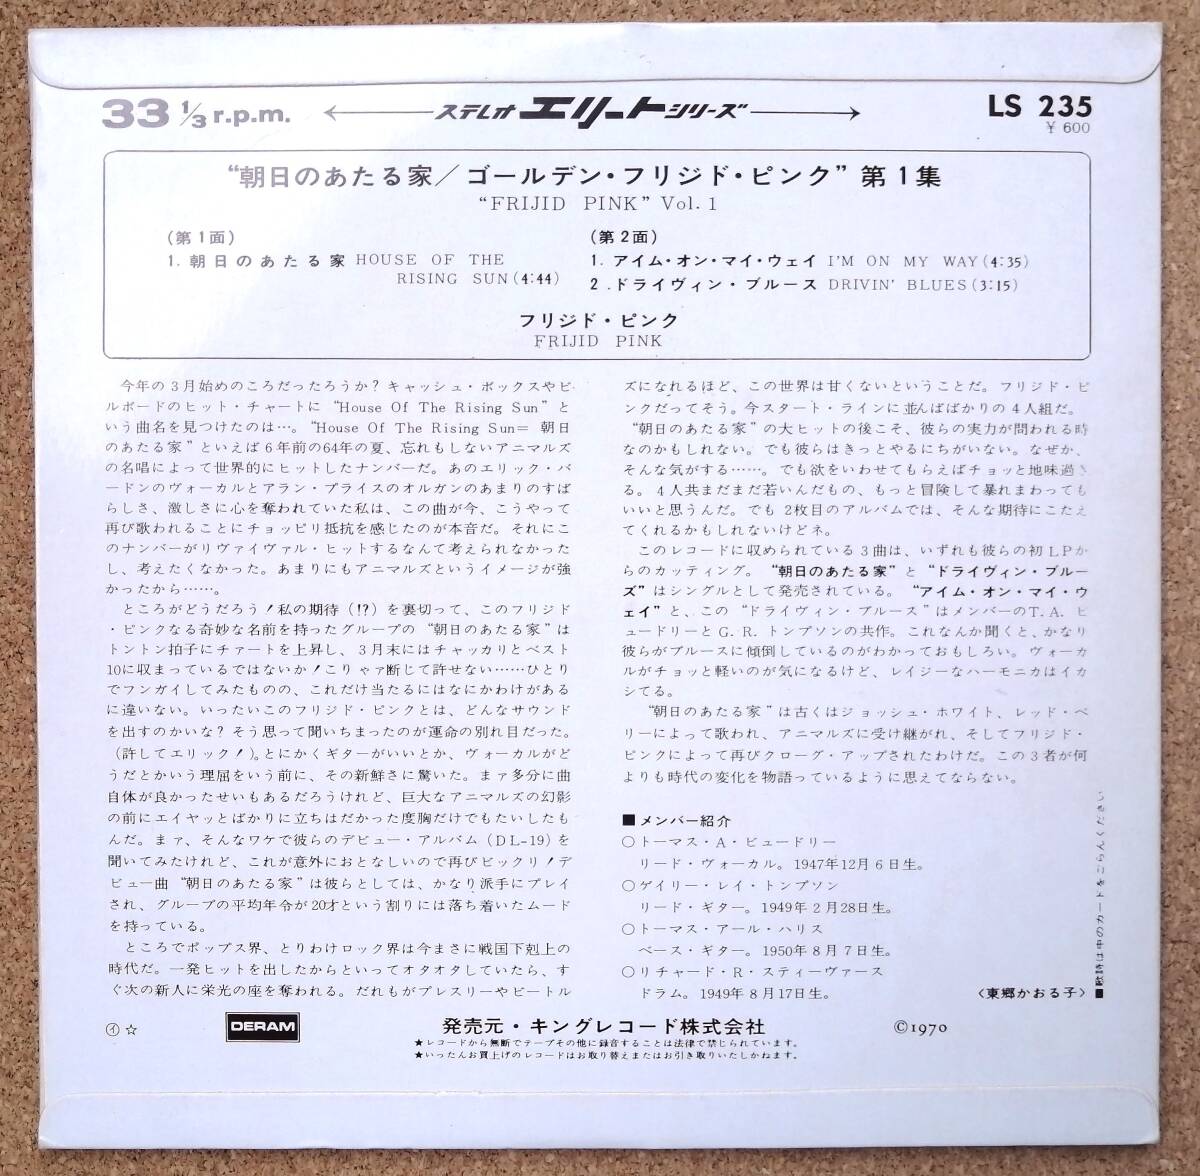 33 1/3 r.p.m.
ステレオ エリートシリーズ
LS 235
¥ 600
“朝日のあたる家／ゴールデン・フリジド・ピンク” 第1集
“FRIJID PINK” Vol. 1
(第1面)
1. 朝日のあたる家 HOUSE OF THE
RISING SUN(4:44)
(第2面)
1. アイム・オン・マイ・ウェイ I'M ON MY WAY(4:35)
2. ドライヴィン・ブルース DRIVIN' BLUES(3:15)
フリジド・ピンク
FRIJID PINK
今年の3月始めのころだったろうか？キャッシュ・ボックスやビ
ルボードのヒット・チャートに “House Of The Rising Sun” と
いう曲名を見つけたのは…。“House Of The Rising Sun＝ 朝日
のあたる家” といえば6年前の64年の夏、忘れもしないアニマルズ
の名唱によって世界的にヒットしたナンバーだ。あのエリック・バ
ードンのヴォーカルとアラン・プライスのオルガンのあまりのすば
らしさ、激しさに心を奪われていた私は、この曲が今、こうやって
再び歌われることにチョッピリ抵抗を感じたのが本音だ。それにこ
のナンバーがリヴァイヴァル・ヒットするなんて考えられなかった
し、考えたくなかった。あまりにもアニマルズというイメージが強
かったから……。
ところがどうだろう！私の期待(!?)を裏切って、このフリジド
・ピンクなる奇妙な名前を持ったグループの “朝日のあたる家” は
トントン拍子にチァートを上昇し、3月末にはチャッカリとベスト
10に収まっているではないか！こりゃァ断じて許せない……ひとり
でフンガイしてみたものの、これだけ当たるにはなにかわけがある
に違いない。いったいこのフリジド・ピンクとは、どんなサウンド
を出すのかいな？そう思って聞いちまったのが運命の別れ目だった。
(許してエリック！)。とにかくギターがいいとか、ヴォーカルがど
うだとかいう理屈をいう前に、その新鮮さに驚いた。まァ多分に曲
自体が良かったせいもあるだろうけれど、巨大なアニマルズの幻影
の前にエイヤッとばかりに立ちはだかった度胸だけでもたいしたも
んだ。まァ、そんなワケで彼らのデビュー・アルバム(DL-19)を
聞いてみたけれど、これが意外におとなしいので再びビックリ！デ
ビュー曲 “朝日のあたる家” は彼らとしては、かなり派手にプレイ
され、グループの平均年令が20才という割りには落ち着いたムード
を持っている。
ところでポップス界、とりわけロック界は今まさに戦国下剋上の
時代だ。一発ヒットを出したからといってオタオタしていたら、す
ぐ次の新人に栄光の座を奪われる。だれもがプレスリーやビートル
ズになれるほど、この世界は甘くないということだ。フリジド・ピ
ンクだってそう。今スタート・ラインに並んばばかりの4人組だ。
“朝日のあたる家” の大ヒットの後こそ、彼らの実力が問われる時
なのかもしれない。でも彼らはきっとやるにちがいない。なぜか、
そんな気がする……。でも欲をいわせてもらえばチョッと地味過ぎ
る。4人共まだまだ若いんだもの、もっと冒険して暴れまわっても
いいと思うんだ。でも2枚目のアルバムでは、そんな期待にこたえ
てくれるかもしれないけどネ。
このレコードに収められている3曲は、いずれも彼らの初LPか
らのカッティング。“朝日のあたる家” と “ドライヴィン・ブルー
ズ”はシングルとして発売されている。“アイム・オン・マイ・ウ
ェイ” と、この “ドライヴィン・ブルース” はメンバーのT.A.ビ
ュードリーとG.R.トンプソンの共作。これなんか聞くと、かなり
彼らがブルースに傾倒しているのがわかっておもしろい。ヴォーカ
ルがチョッと軽いのが気になるけど、レイジーなハーモニカはイカ
シてる。
“朝日のあたる家” は古くはジョッシュ・ホワイト、レッド・ベ
リーによって歌われ、アニマルズに受け継がれ、そしてフリジド・
ピンクによって再びクローグ・アップされたわけだ。この3者が何
よりも時代の変化を物語っているように思えてならない。
■メンバー紹介
○トーマス・A・ビュードリー
リード・ヴォーカル。1947年12月6日生。
○ゲイリー・レイ・トンプソン
リード・ギター。1949年2月28日生。
○トーマス・アール・ハリス
ベース・ギター。1950年8月7日生。
○リチャード・R・スティーヴァース
ドラム。1949年8月17日生。
〈東郷かおる子〉
■歌詩は中のカードをごらんください
㋑☆
DERAM
発売元・キングレコード株式会社
★レコードから無断でテープその他に録音することは法律で禁じられています。
★いったんお買上げのレコードはお取り替えまたはお引き取りいたしかねます。
©1970